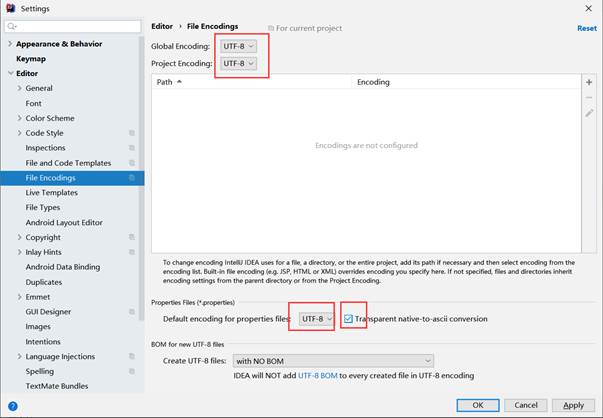 Settings
Appearance & Behavior
Keymap
Editor
General
Font
Color Scheme
Code Style
Inspections
File and Code Templates
File Encodings
Live Templates
File Types
Android Layout Editor
Copyright
Inlay Hints
Android Data Binding
Duplicates
Emmet
GUI Designer
Images
Intentions
Language Injections
Spelling
TextMate Bundles
Editor › File Encodings
For current project
Reset
Global Encoding: UTF-8
Project Encoding: UTF-8
Path
Encoding
Encodings are not configured
To change encoding IntelliJ IDEA uses for a file, a directory, or the entire project, add its path if necessary and then select encoding from the
encoding list. Built-in file encoding (e.g. JSP, HTML or XML) overrides encoding you specify here. If not specified, files and directories inherit
encoding settings from the parent directory or from the Project Encoding.
Properties Files (*.properties)
Default encoding for properties files: UTF-8
Transparent native-to-ascii conversion
BOM for new UTF-8 files
Create UTF-8 files: with NO BOM
IDEA will NOT add UTF-8 BOM to every created file in UTF-8 encoding
?
OK
Cancel
Apply